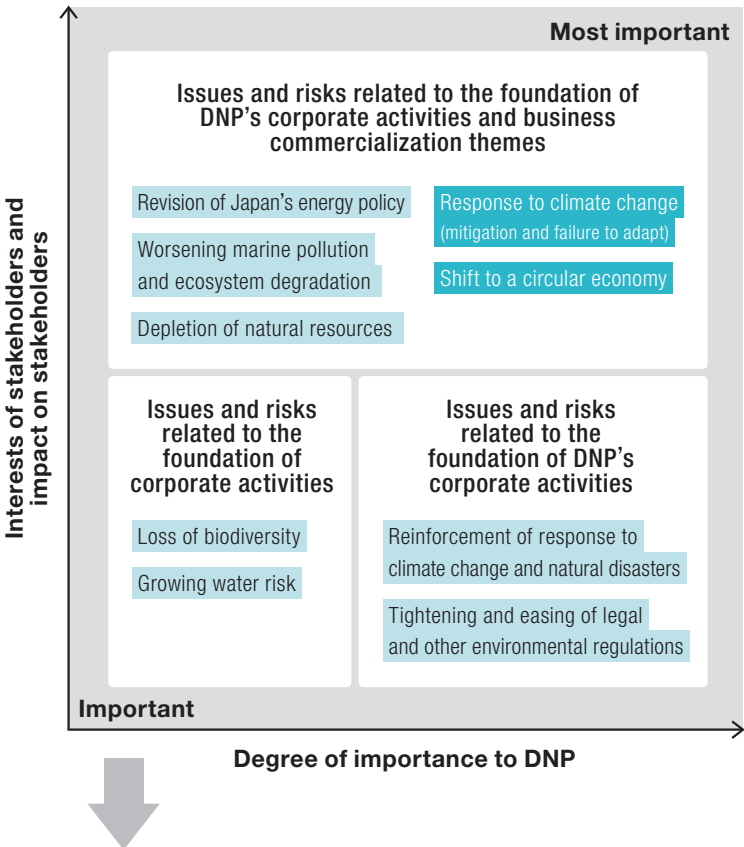 Most important
Issues and risks related to the foundation of
DNP’s corporate activities and business
commercialization themes
Revision of Japan’s energy policy
Worsening marine pollution
and ecosystem degradation
Depletion of natural resources
Response to climate change
(mitigation and failure to adapt)
Shift to a circular economy
Issues and risks
related to the
foundation of
corporate activities
Loss of biodiversity
Growing water risk
Issues and risks
related to the
foundation of DNP’s
corporate activities
Reinforcement of response to
climate change and natural disasters
Tightening and easing of legal
and other environmental regulations
Interests of stakeholders and
impact on stakeholders
Important
Degree of importance to DNP